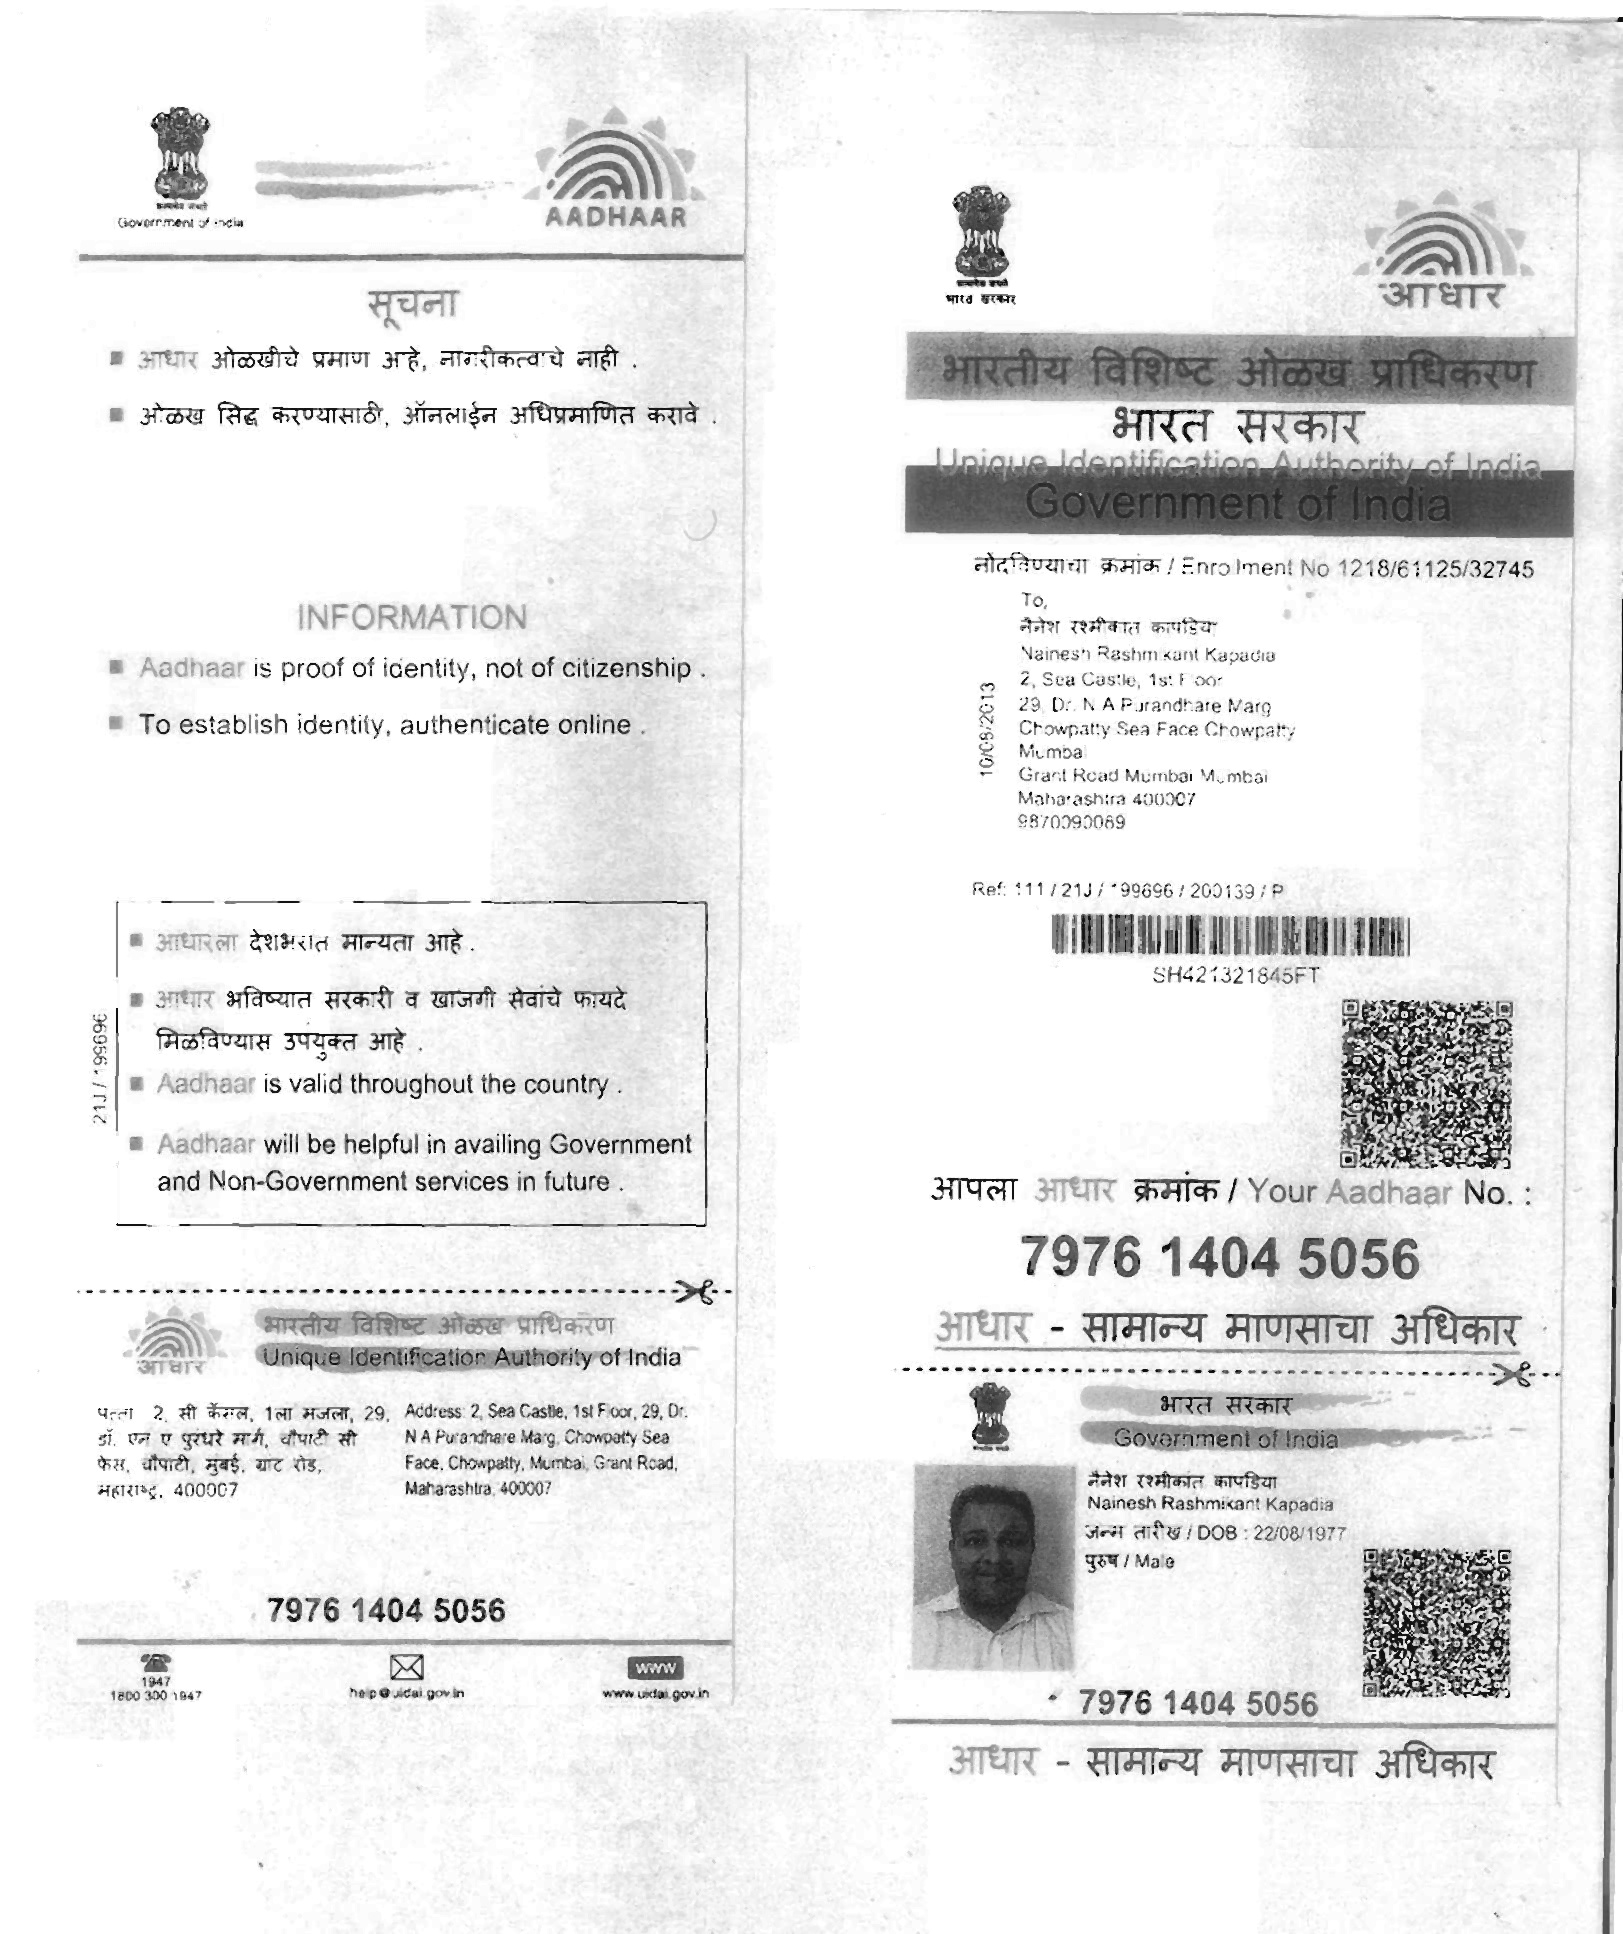 Government of India
AADHAAR
सूचना
आधार ओळखीचे प्रमाण आहे, नागरीकत्वाचे नाही .
ओळख सिद्ध करण्यासाठी, ऑनलाईन अधिप्रमाणित करावे .
INFORMATION
Aadhaar is proof of identity, not of citizenship .
To establish identity, authenticate online .
आधारला देशभरात मान्यता आहे .
आधार भविष्यात सरकारी व खाजगी सेवांचे फायदे
मिळविण्यास उपयुक्त आहे .
Aadhaar is valid throughout the country .
Aadhaar will be helpful in availing Government
and Non-Government services in future .
21J / 199696
भारतीय विशिष्ट ओळख प्राधिकरण
Unique Identification Authority of India
आधार
पत्ता 2, सी कॅसल, 1ला मजला, 29,
डॉ. एन ए पुरंधरे मार्ग, चौपाटी सी
फेस, चौपाटी, मुंबई, ग्रांट रोड,
महाराष्ट्र, 400007
Address: 2, Sea Castle, 1st Floor, 29, Dr.
N A Purandhare Marg, Chowpatty Sea
Face, Chowpatty, Mumbai, Grant Road,
Maharashtra, 400007
7976 1404 5056
1947
1800 300 1947
help@uidai.gov.in
www
www.uidai.gov.in
भारत सरकार
आधार
भारतीय विशिष्ट ओळख प्राधिकरण
भारत सरकार
Unique Identification Authority of India
Government of India
नोंदविण्याचा क्रमांक / Enrollment No 1218/61125/32745
To,
नैनेश रश्मीकांत कापडिया
Nainesh Rashmikant Kapadia
2, Sea Castle, 1st Floor
29, Dr. N A Purandhare Marg
Chowpatty Sea Face Chowpatty
Mumbai
Grant Road Mumbai Mumbai
Maharashtra 400007
10/08/2013
Ref: 111 / 21J / 199696 / 200139 / P
SH421321845FT
आपला आधार क्रमांक / Your Aadhaar No. :
7976 1404 5056
आधार - सामान्य माणसाचा अधिकार
भारत सरकार
Government of India
नैनेश रश्मीकांत कापडिया
Nainesh Rashmikant Kapadia
जन्म तारीख / DOB : 22/08/1977
पुरुष / Male
7976 1404 5056
आधार - सामान्य माणसाचा अधिकार